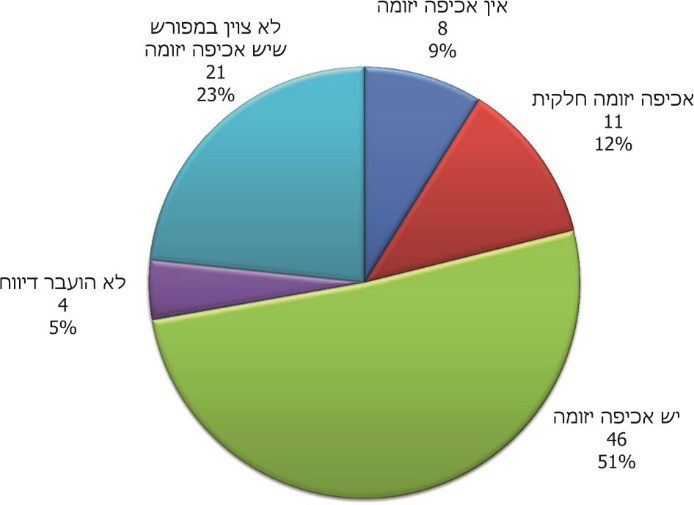 אין אכיפה יזומה
8
9%
אכיפה יזומה חלקית
11
12%
יש אכיפה יזומה
46
51%
לא הועבר דיווח
4
5%
לא צוין במפורש
שיש אכיפה יזומה
21
23%